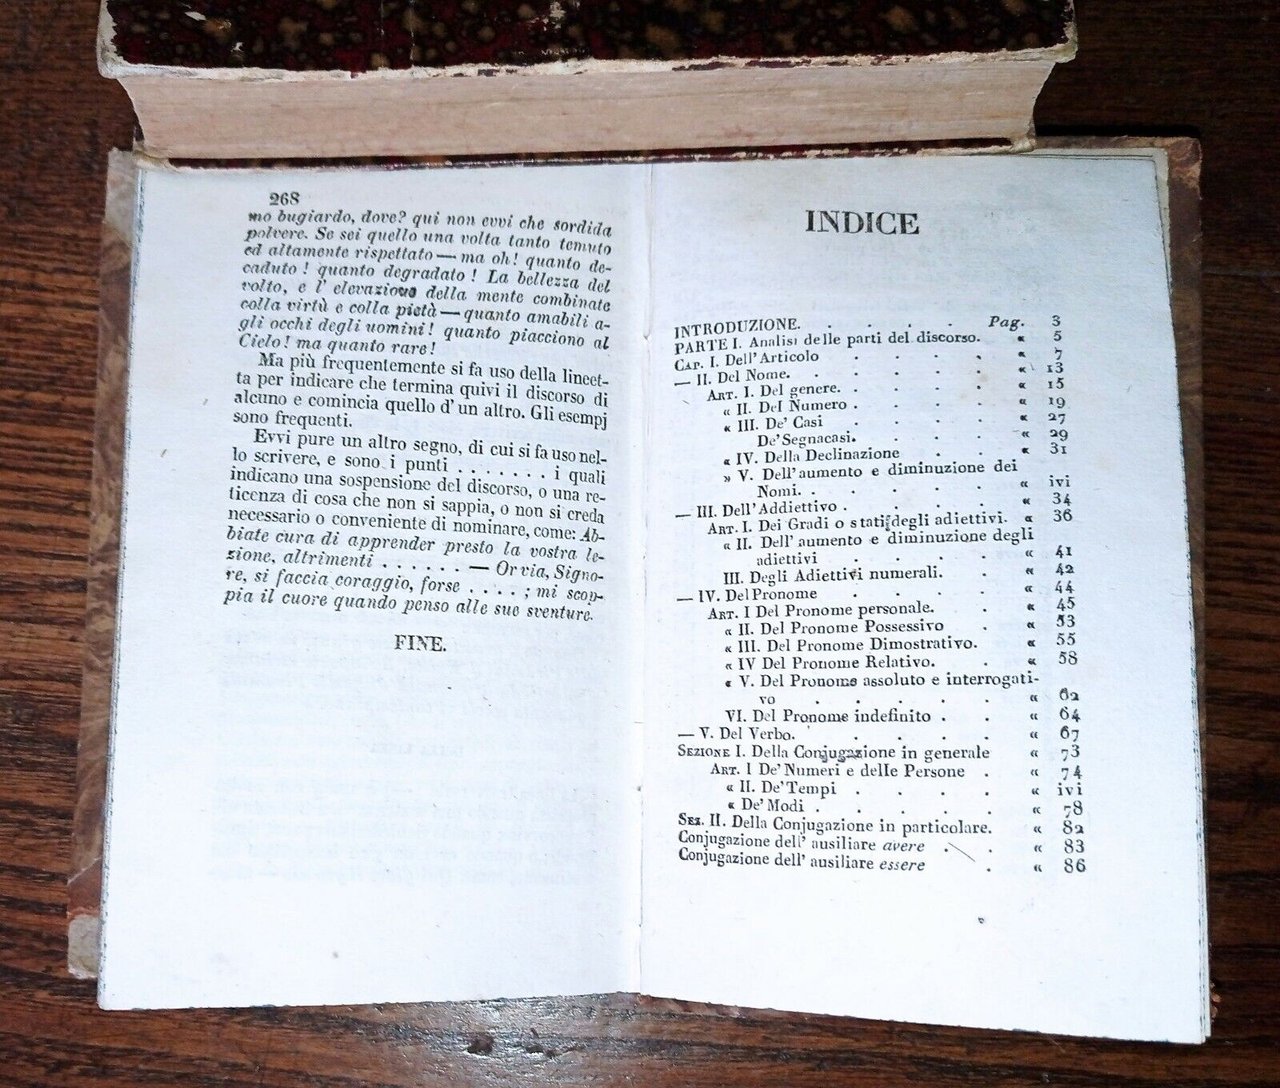 268
mo bugiardo, dove? qui non evvi che sordida
polvere. Se sei quello una volta tanto temuto
ed altamente rispettato — ma oh! quanto de-
caduto! quanto degradato! La bellezza del
volto, e l'elevazione della mente combinate
colla virtù e colla pietà — quanto amabili a-
gli occhi degli uomini! quanto piacciono al
Cielo! ma quanto rare!
Ma più frequentemente si fa uso della lineet-
ta per indicare che termina quivi il discorso di
alcuno e comincia quello d'un altro. Gli esempj
sono frequenti.
Evvi pure un altro segno, di cui si fa uso nel-
lo scrivere, e sono i punti . . . . . . . i quali
indicano una sospensione del discorso, o una re-
ticenza di cosa che non si sappia, o non si creda
necessario o conveniente di nominare, come: Ab-
biate cura di apprender presto la vostra le-
zione, altrimenti . . . . . . — Or via, Signo-
re, si faccia coraggio, forse . . . . ; mi scop-
pia il cuore quando penso alle sue sventure.
FINE.
INDICE
INTRODUZIONE. . . . . . Pag. 3
PARTE I. Analisi delle parti del discorso. « 5
CAP. I. Dell'Articolo . . . . . « 7
— II. Del Nome. . . . . . « 13
ART. I. Del genere. . . . . « 15
« II. Del Numero . . . . . « 19
« III. De' Casi . . . . « 27
De' Segnacasi. . . . . « 29
« IV. Della Declinazione . . . « 31
» V. Dell'aumento e diminuzione dei
Nomi. . . . . . « ivi
— III. Dell'Addiettivo . . . . . « 34
ART. I. Dei Gradi o stati degli adiettivi. « 36
« II. Dell'aumento e diminuzione degli
adiettivi . . . . « 41
III. Degli Adiettivi numerali. . . « 42
— IV. Del Pronome . . . . . « 44
ART. I Del Pronome personale. . . « 45
« II. Del Pronome Possessivo . « 53
« III. Del Pronome Dimostrativo. . « 55
« IV Del Pronome Relativo. . . « 58
« V. Del Pronome assoluto e interrogati-
vo . . . . . « 62
VI. Del Pronome indefinito . . . « 64
— V. Del Verbo. . . . . . « 67
SEZIONE I. Della Conjugazione in generale « 73
ART. I De' Numeri e delle Persone . « 74
« II. De' Tempi . . . . « ivi
« De' Modi . . . . . « 78
SEZ. II. Della Conjugazione in particolare. « 82
Conjugazione dell' ausiliare avere . . « 83
Conjugazione dell' ausiliare essere . « 86